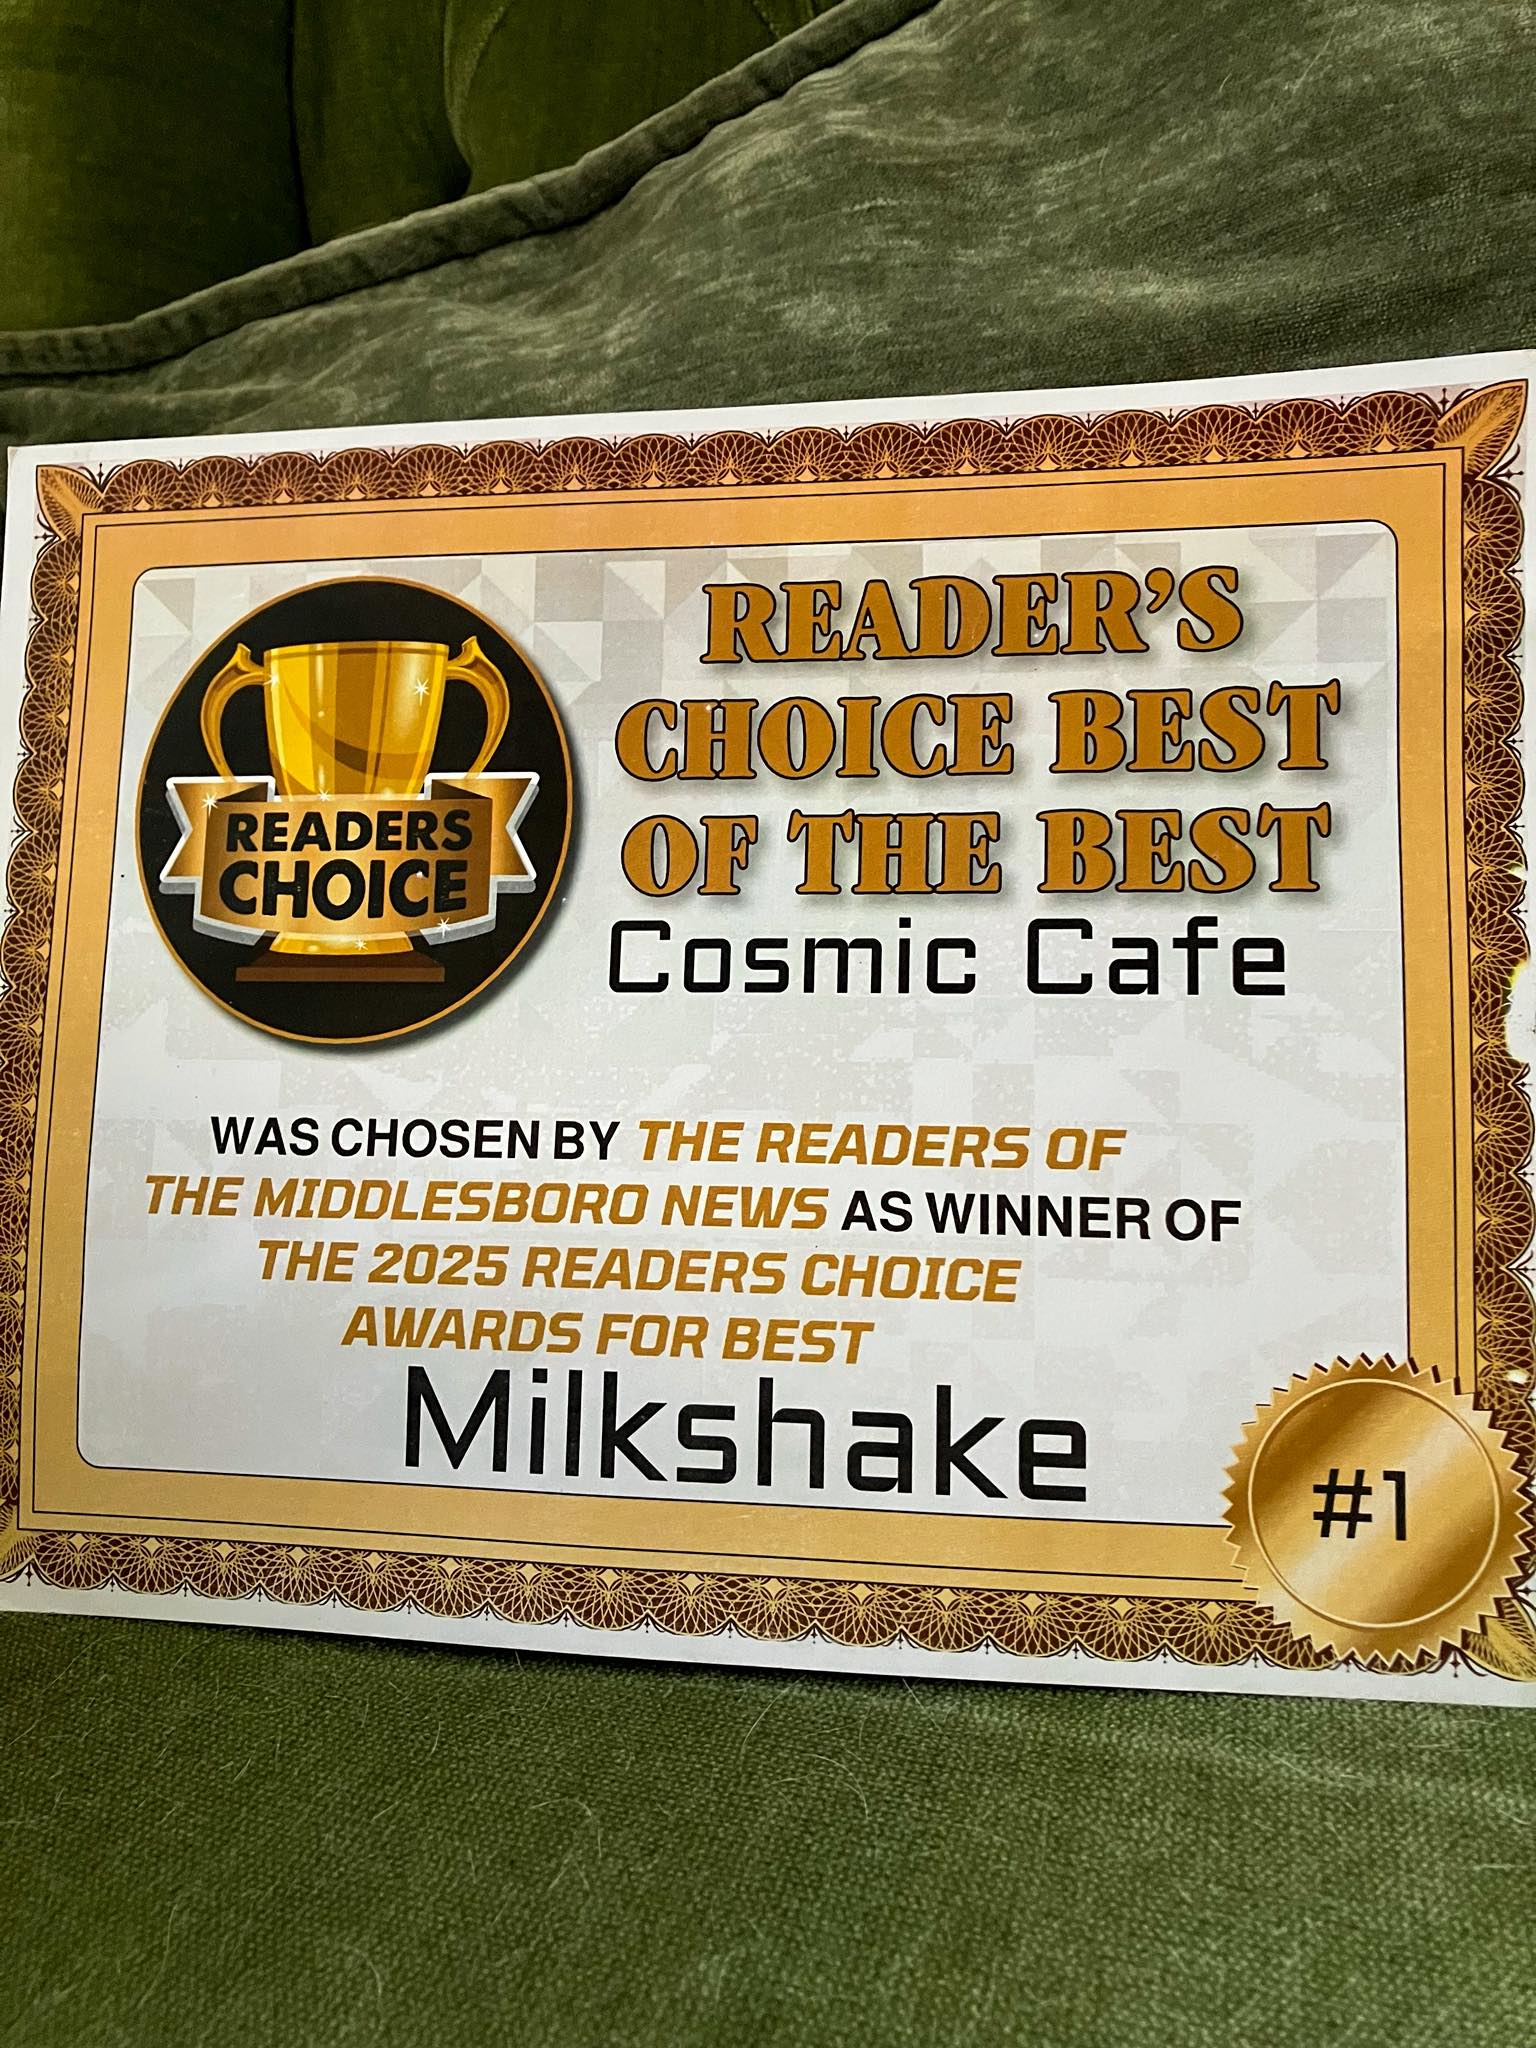 READERS
CHOICE
READER'S
CHOICE BEST
OF THE BEST
Cosmic Cafe
WAS CHOSEN BY THE READERS OF
THE MIDDLESBORO NEWS AS WINNER OF
THE 2025 READERS CHOICE
AWARDS FOR BEST
Milkshake
#1